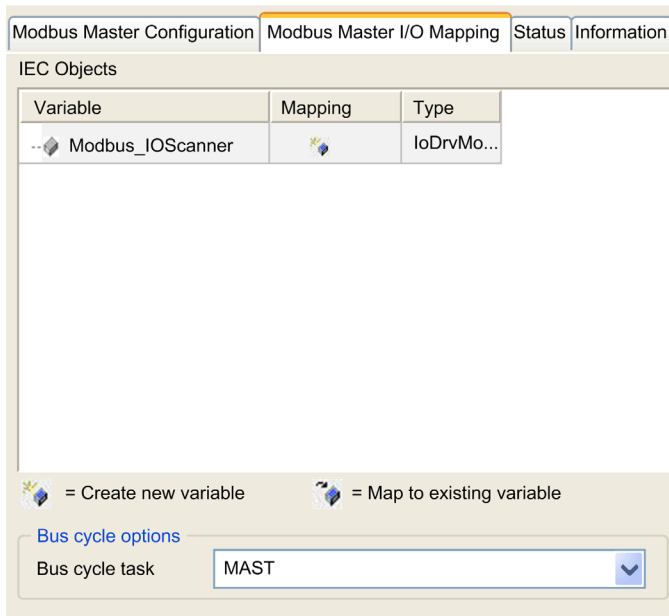 Modbus Master Configuration Modbus Master I/O Mapping Status Information
IEC Objects
Variable Mapping Type
Modbus_IOScanner IoDrvMo...
= Create new variable = Map to existing variable
Bus cycle options
Bus cycle task MAST